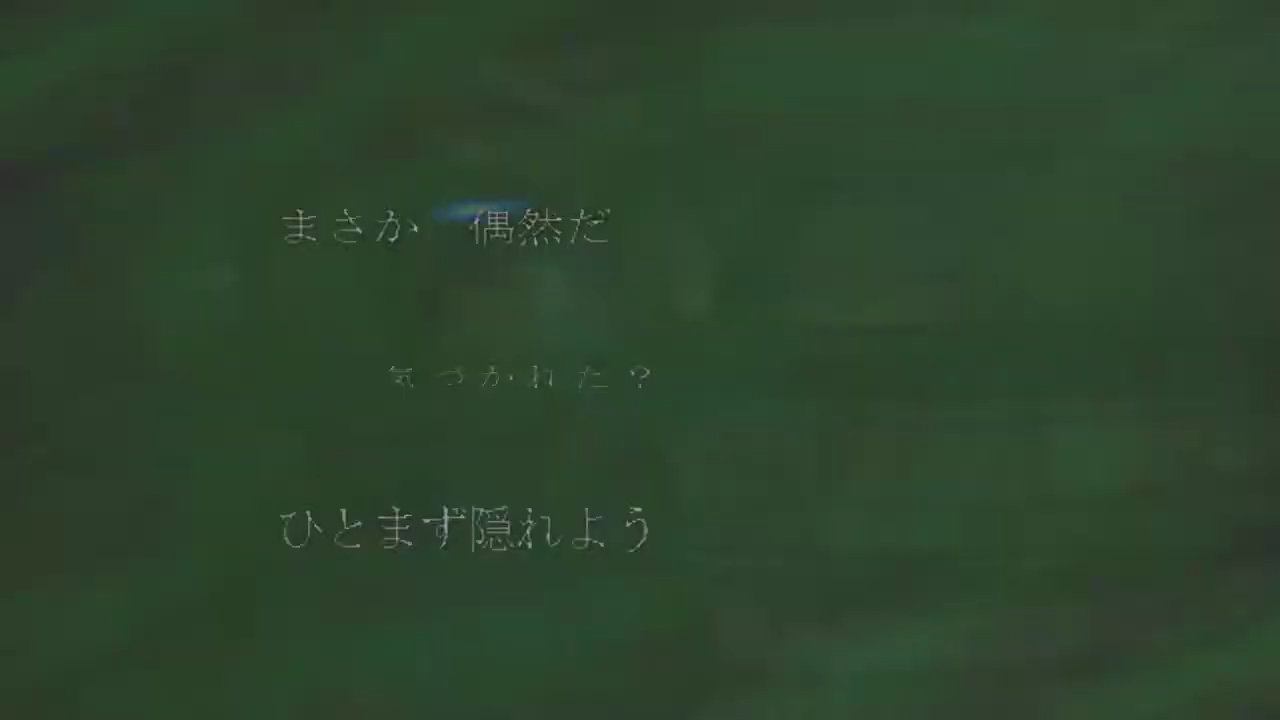 まさか　偶然だ
気づかれた？
ひとまず隠れよう